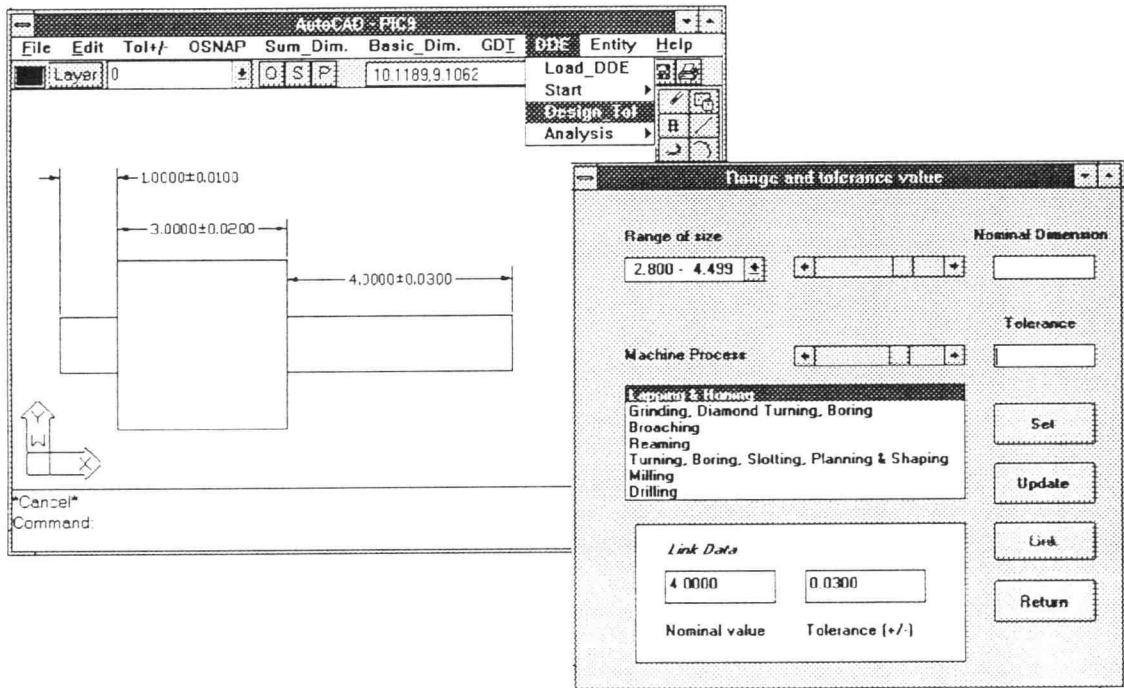 AutoCAD - PIC9
File Edit Tol+/- OSNAP Sum_Dim. Basic_Dim. GDT DDE Entity Help
Layer 0 O S P 10.1189,9.1062
Load_DDE
Start
Design_Tol
Analysis
1.0000±0.0100
3.0000±0.0200
4.0000±0.0300
Y
W
X
*Cancel*
Command:
Range and tolerance value
Range of size
Nominal Dimension
2.800 - 4.499
Tolerance
Machine Process
Lapping & Honing
Grinding, Diamond Turning, Boring
Broaching
Reaming
Turning, Boring, Slotting, Planning & Shaping
Milling
Drilling
Set
Update
Link
Return
Link Data
4.0000 0.0300
Nominal value Tolerance (+/-)